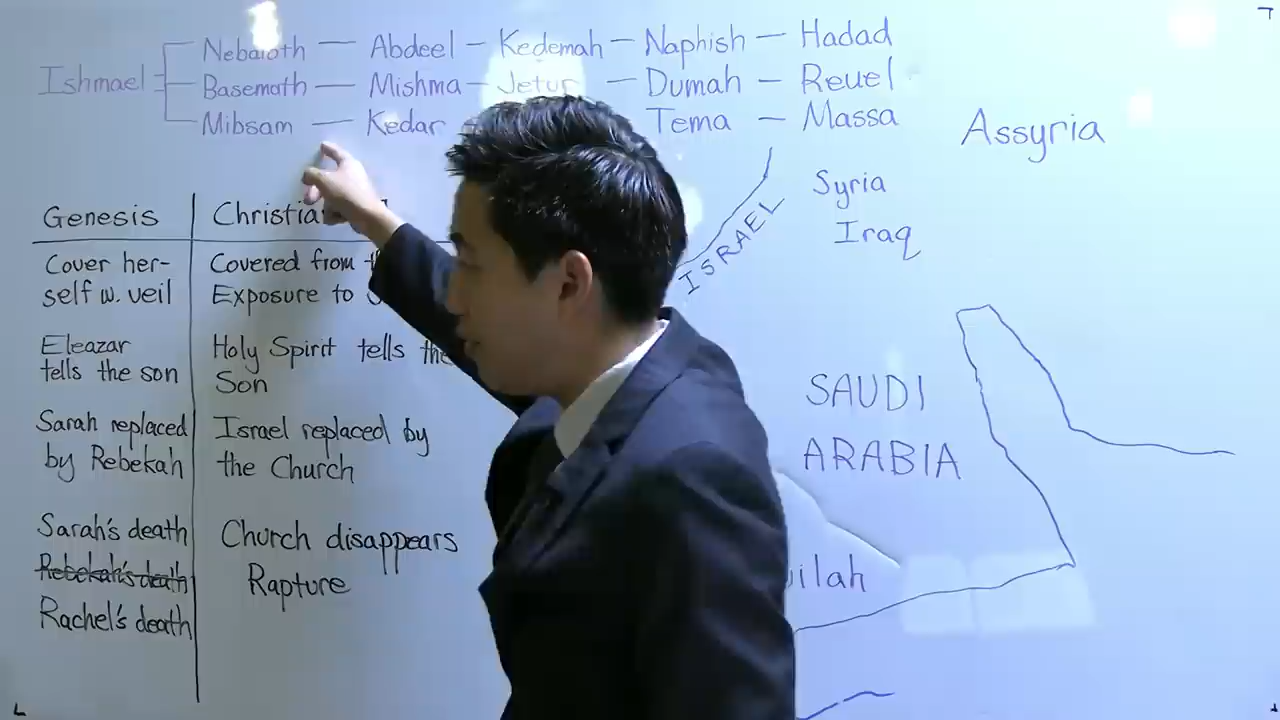 Nebaioth — Abdeel — Kedemah — Naphish — Hadad
Ishmael Basemath — Mishma — Jetur — Dumah — Reuel
Mibsam — Kedar — Tema — Massa
Assyria
Syria
Iraq
ISRAEL
Genesis
Cover her-
self w. veil
Covered from
Exposure to
Eleazar
tells the son
Holy Spirit tells the
Son
Sarah replaced
by Rebekah
Israel replaced by
the Church
Sarah's death
Rebekah's death
Rachel's death
Church disappears
Rapture
SAUDI
ARABIA